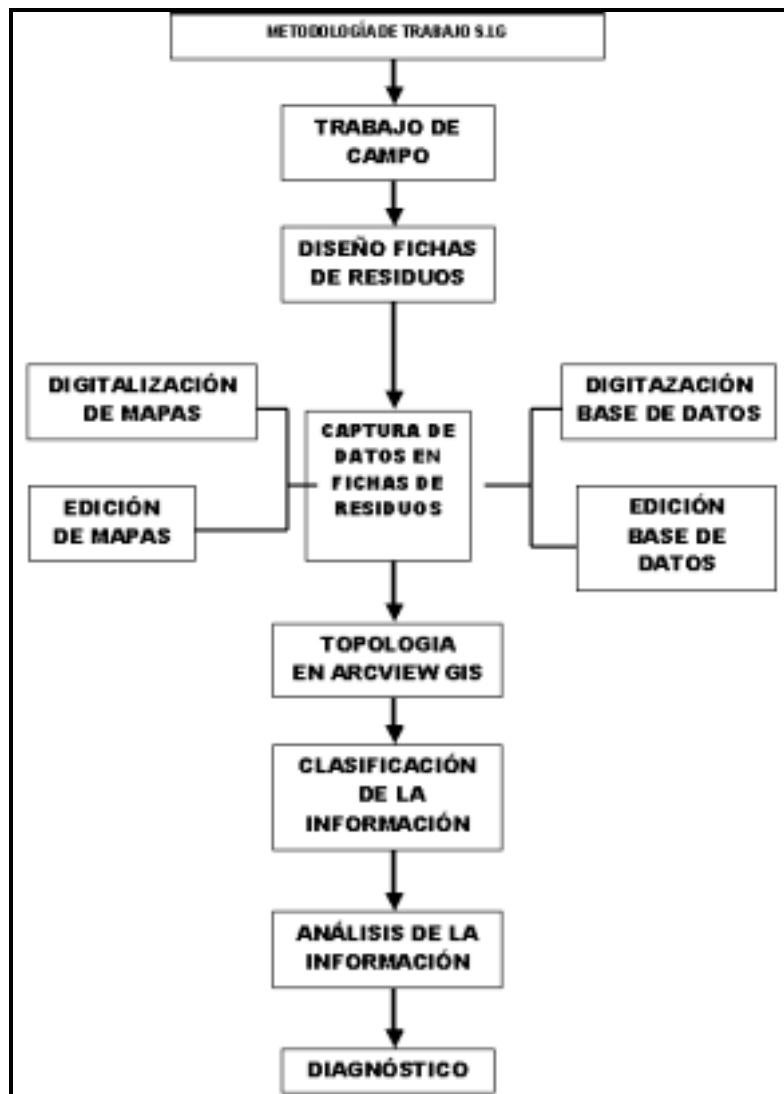 METODOLOGÍA DE TRABAJO S.I.G
TRABAJO DE
CAMPO
DISEÑO FICHAS
DE RESIDUOS
DIGITALIZACIÓN
DE MAPAS
EDICIÓN
DE MAPAS
CAPTURA DE
DATOS EN
FICHAS DE
RESIDUOS
DIGITAZACIÓN
BASE DE DATOS
EDICIÓN
BASE DE
DATOS
TOPOLOGIA
EN ARCVIEW GIS
CLASIFICACIÓN
DE LA
INFORMACIÓN
ANÁLISIS DE LA
INFORMACIÓN
DIAGNÓSTICO